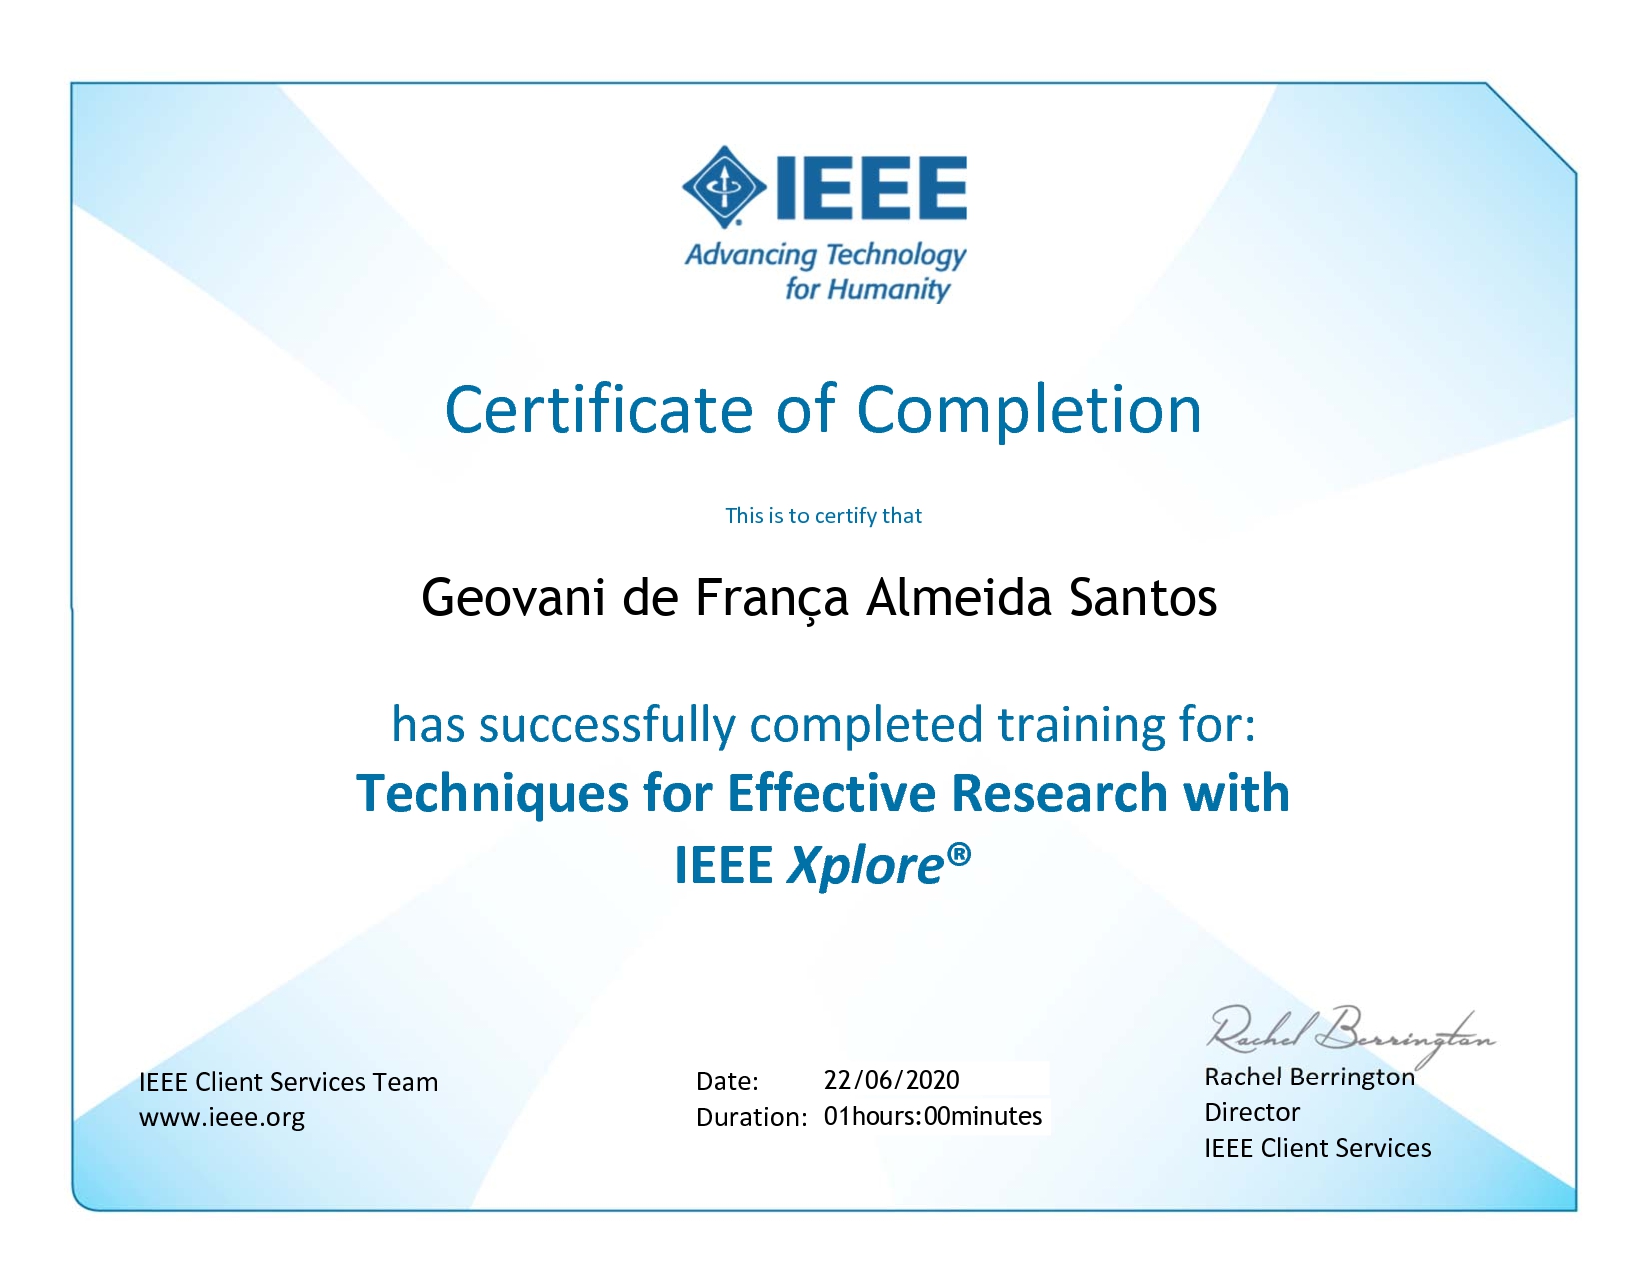 IEEE
Advancing Technology
for Humanity
Certificate of Completion
This is to certify that
Geovani de França Almeida Santos
has successfully completed training for:
Techniques for Effective Research with
IEEE Xplore®
IEEE Client Services Team
www.ieee.org
Date: 22/06/2020
Duration: 01hours:00minutes
Rachel Berrington
Rachel Berrington
Director
IEEE Client Services